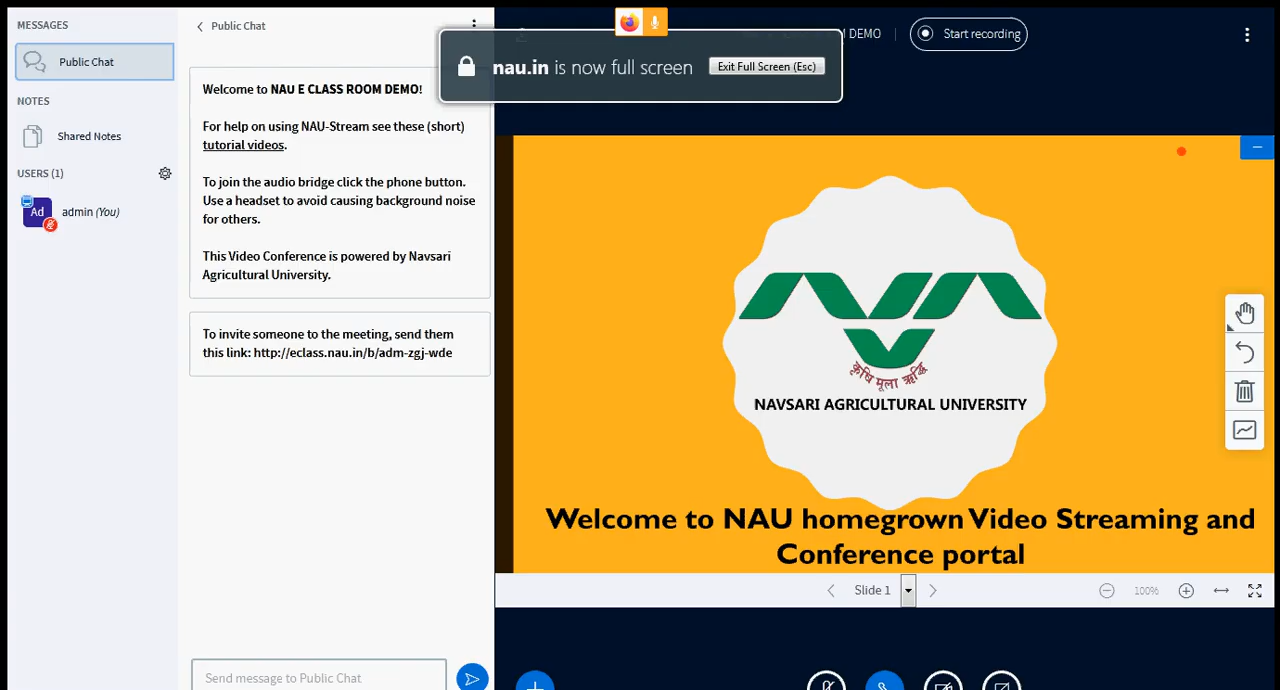 MESSAGES
Public Chat
NOTES
Shared Notes
USERS (1)
Ad
admin (You)
Public Chat
Welcome to NAU E CLASS ROOM DEMO!
For help on using NAU-Stream see these (short)
tutorial videos.
To join the audio bridge click the phone button.
Use a headset to avoid causing background noise
for others.
This Video Conference is powered by Navsari
Agricultural University.
To invite someone to the meeting, send them
this link: http://eclass.nau.in/b/adm-zgj-wde
Send message to Public Chat
nau.in is now full screen
Exit Full Screen (Esc)
DEMO
Start recording
कृषि मूला ऋद्धि
NAVSARI AGRICULTURAL UNIVERSITY
Welcome to NAU homegrown Video Streaming and
Conference portal
Slide 1
100%